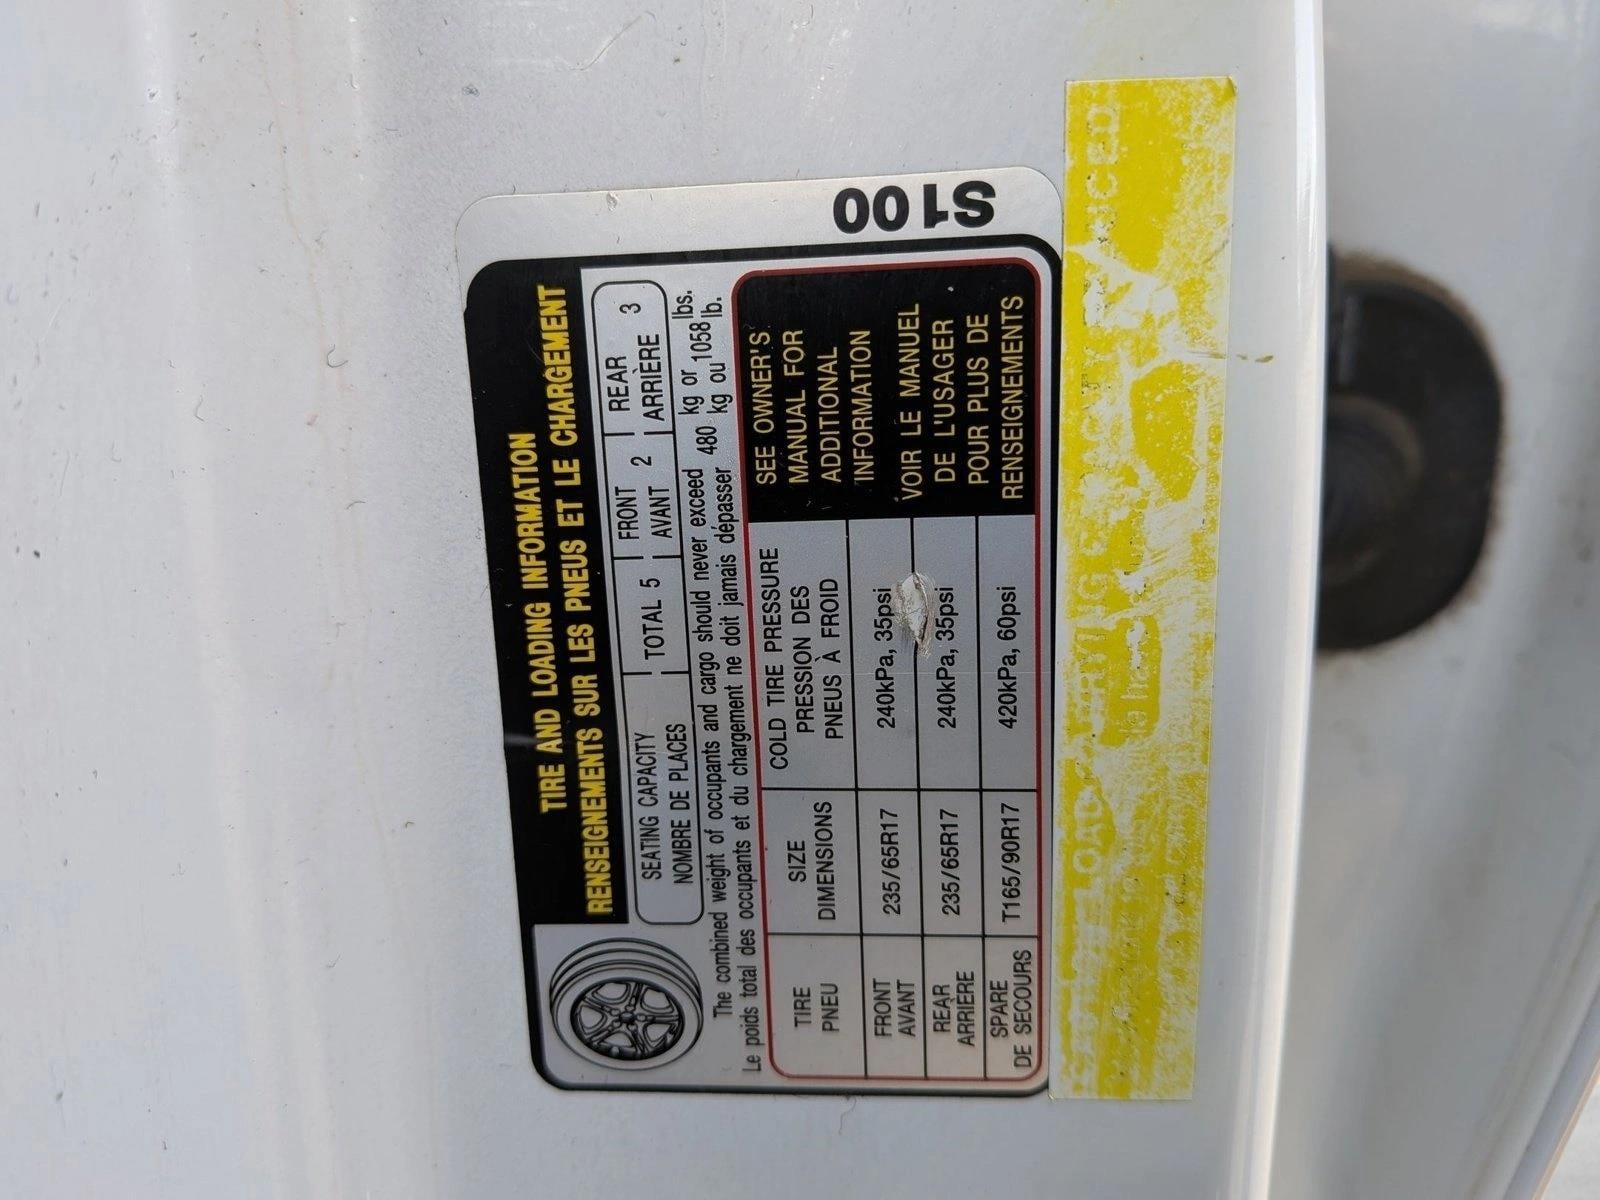 TIRE AND LOADING INFORMATION
RENSEIGNEMENTS SUR LES PNEUS ET LE CHARGEMENT
SEATING CAPACITY TOTAL 5 FRONT 2 REAR 3
NOMBRE DE PLACES AVANT ARRIÈRE
The combined weight of occupants and cargo should never exceed 480 kg or 1058 lbs.
Le poids total des occupants et du chargement ne doit jamais dépasser kg ou lb.
TIRE SIZE COLD TIRE PRESSURE
PNEU DIMENSIONS PRESSION DES
PNEUS À FROID
FRONT 235/65R17 240kPa, 35psi
AVANT
REAR 235/65R17 240kPa, 35psi
ARRIÈRE
SPARE T165/90R17 420kPa, 60psi
DE SECOURS
SEE OWNER'S
MANUAL FOR
ADDITIONAL
INFORMATION
VOIR LE MANUEL
DE L'USAGER
POUR PLUS DE
RENSEIGNEMENTS
S100
LOAD